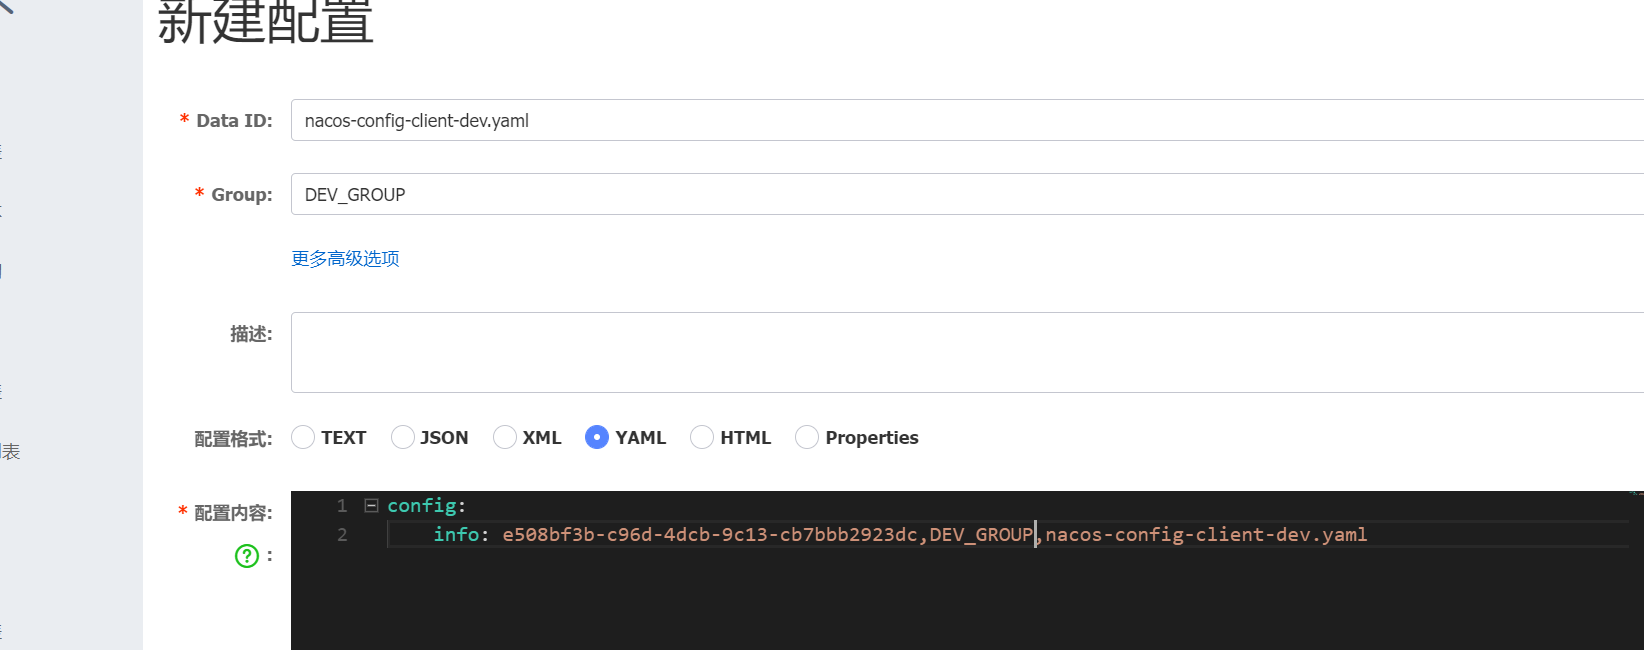 新建配置
* Data ID: nacos-config-client-dev.yaml
* Group: DEV_GROUP
更多高级选项
描述:
配置格式: TEXT JSON XML YAML HTML Properties
* 配置内容:
? :
1 config:
2 info: e508bf3b-c96d-4dcb-9c13-cb7bbb2923dc,DEV_GROUP,nacos-config-client-dev.yaml
表